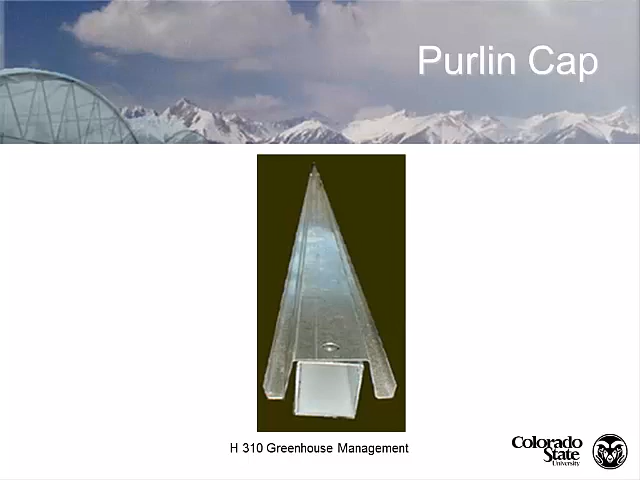 Purlin Cap
H 310 Greenhouse Management
Colorado
State
University